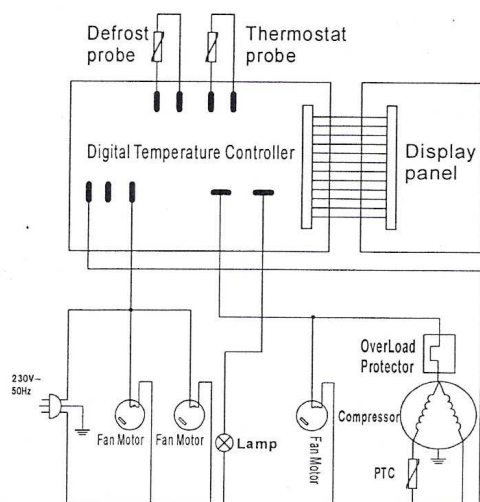 Defrost
probe
Thermostat
probe
Digital Temperature Controller
Display
panel
OverLoad
Protector
230V~
50Hz
Compressor
Fan Motor
Fan Motor
Lamp
Fan Motor
PTC